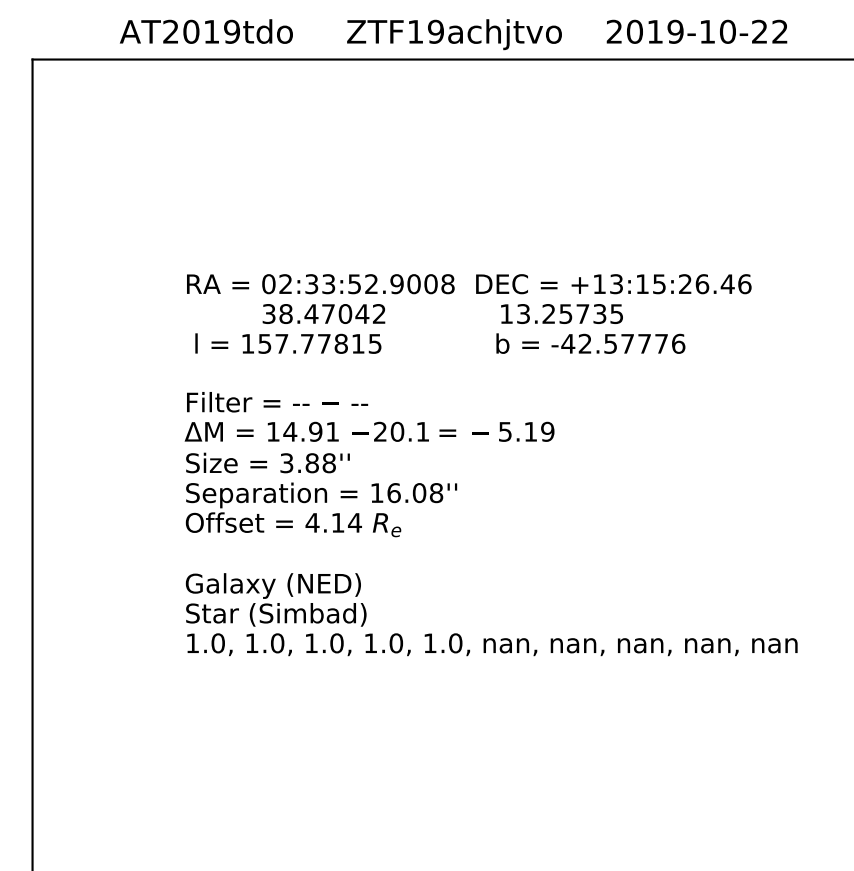 AT2019tdo ZTF19achjtvo 2019-10-22
RA = 02:33:52.9008 DEC = +13:15:26.46
38.47042 13.25735
l = 157.77815 b = -42.57776
Filter = -- − --
ΔM = 14.91 −20.1 = −5.19
Size = 3.88''
Separation = 16.08''
Offset = 4.14 Rₑ
Galaxy (NED)
Star (Simbad)
1.0, 1.0, 1.0, 1.0, 1.0, nan, nan, nan, nan, nan